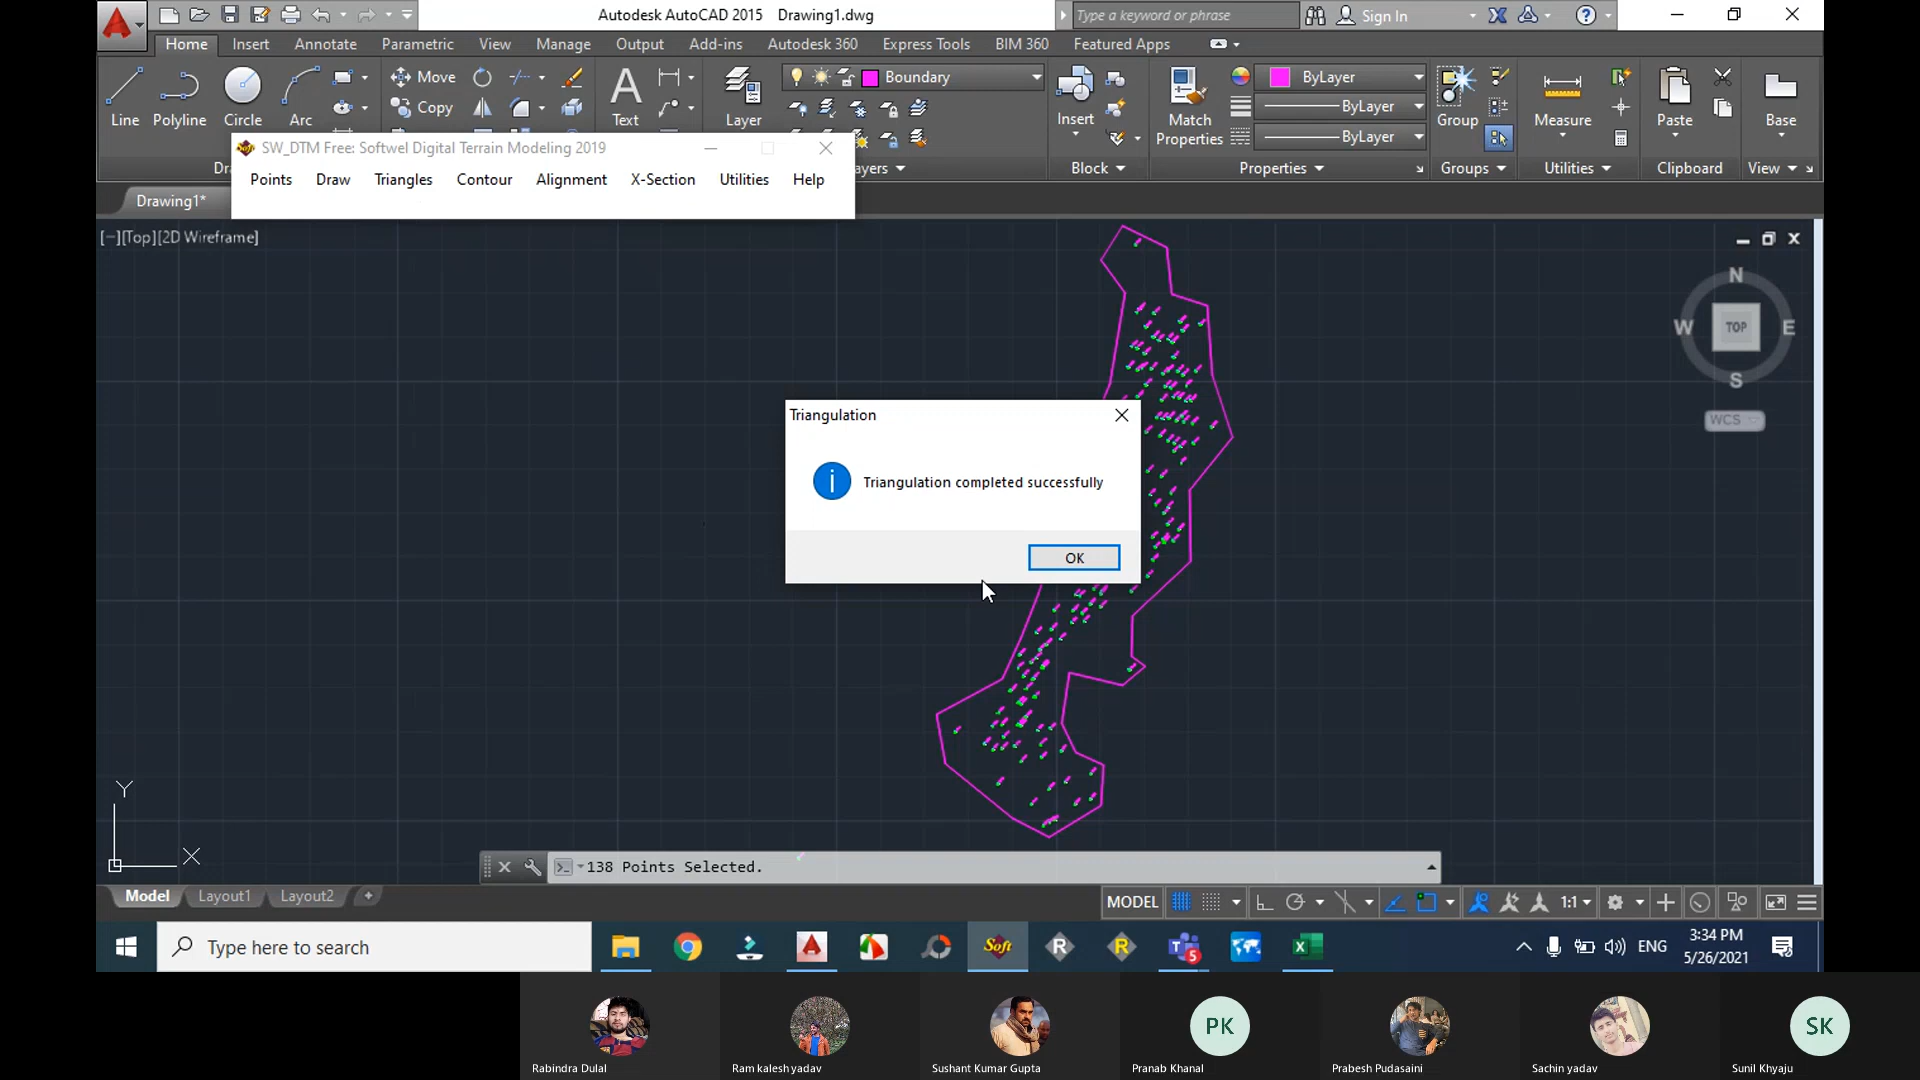 Autodesk AutoCAD 2015 Drawing1.dwg
Type a keyword or phrase
Sign In
Home Insert Annotate Parametric View Manage Output Add-ins Autodesk 360 Express Tools BIM 360 Featured Apps
Move
Copy
Boundary
ByLayer
ByLayer
ByLayer
Line Polyline Circle Arc Text Layer Insert
Match
Properties
Group Measure Paste Base
Block Properties Groups Utilities Clipboard View
SW_DTM Free: Softwel Digital Terrain Modeling 2019
Points Draw Triangles Contour Alignment X-Section Utilities Help
Drawing1*
[−][Top][2D Wireframe]
N
W TOP E
S
WCS
Triangulation
Triangulation completed successfully
OK
Y
X
138 Points Selected.
Model Layout1 Layout2
MODEL 1:1
Type here to search
Soft
R
R
5
ENG
3:34 PM
5/26/2021
PK
SK
Rabindra Dulal
Ram kalesh yadav
Sushant Kumar Gupta
Pranab Khanal
Prabesh Pudasaini
Sachin yadav
Sunil Khyaju